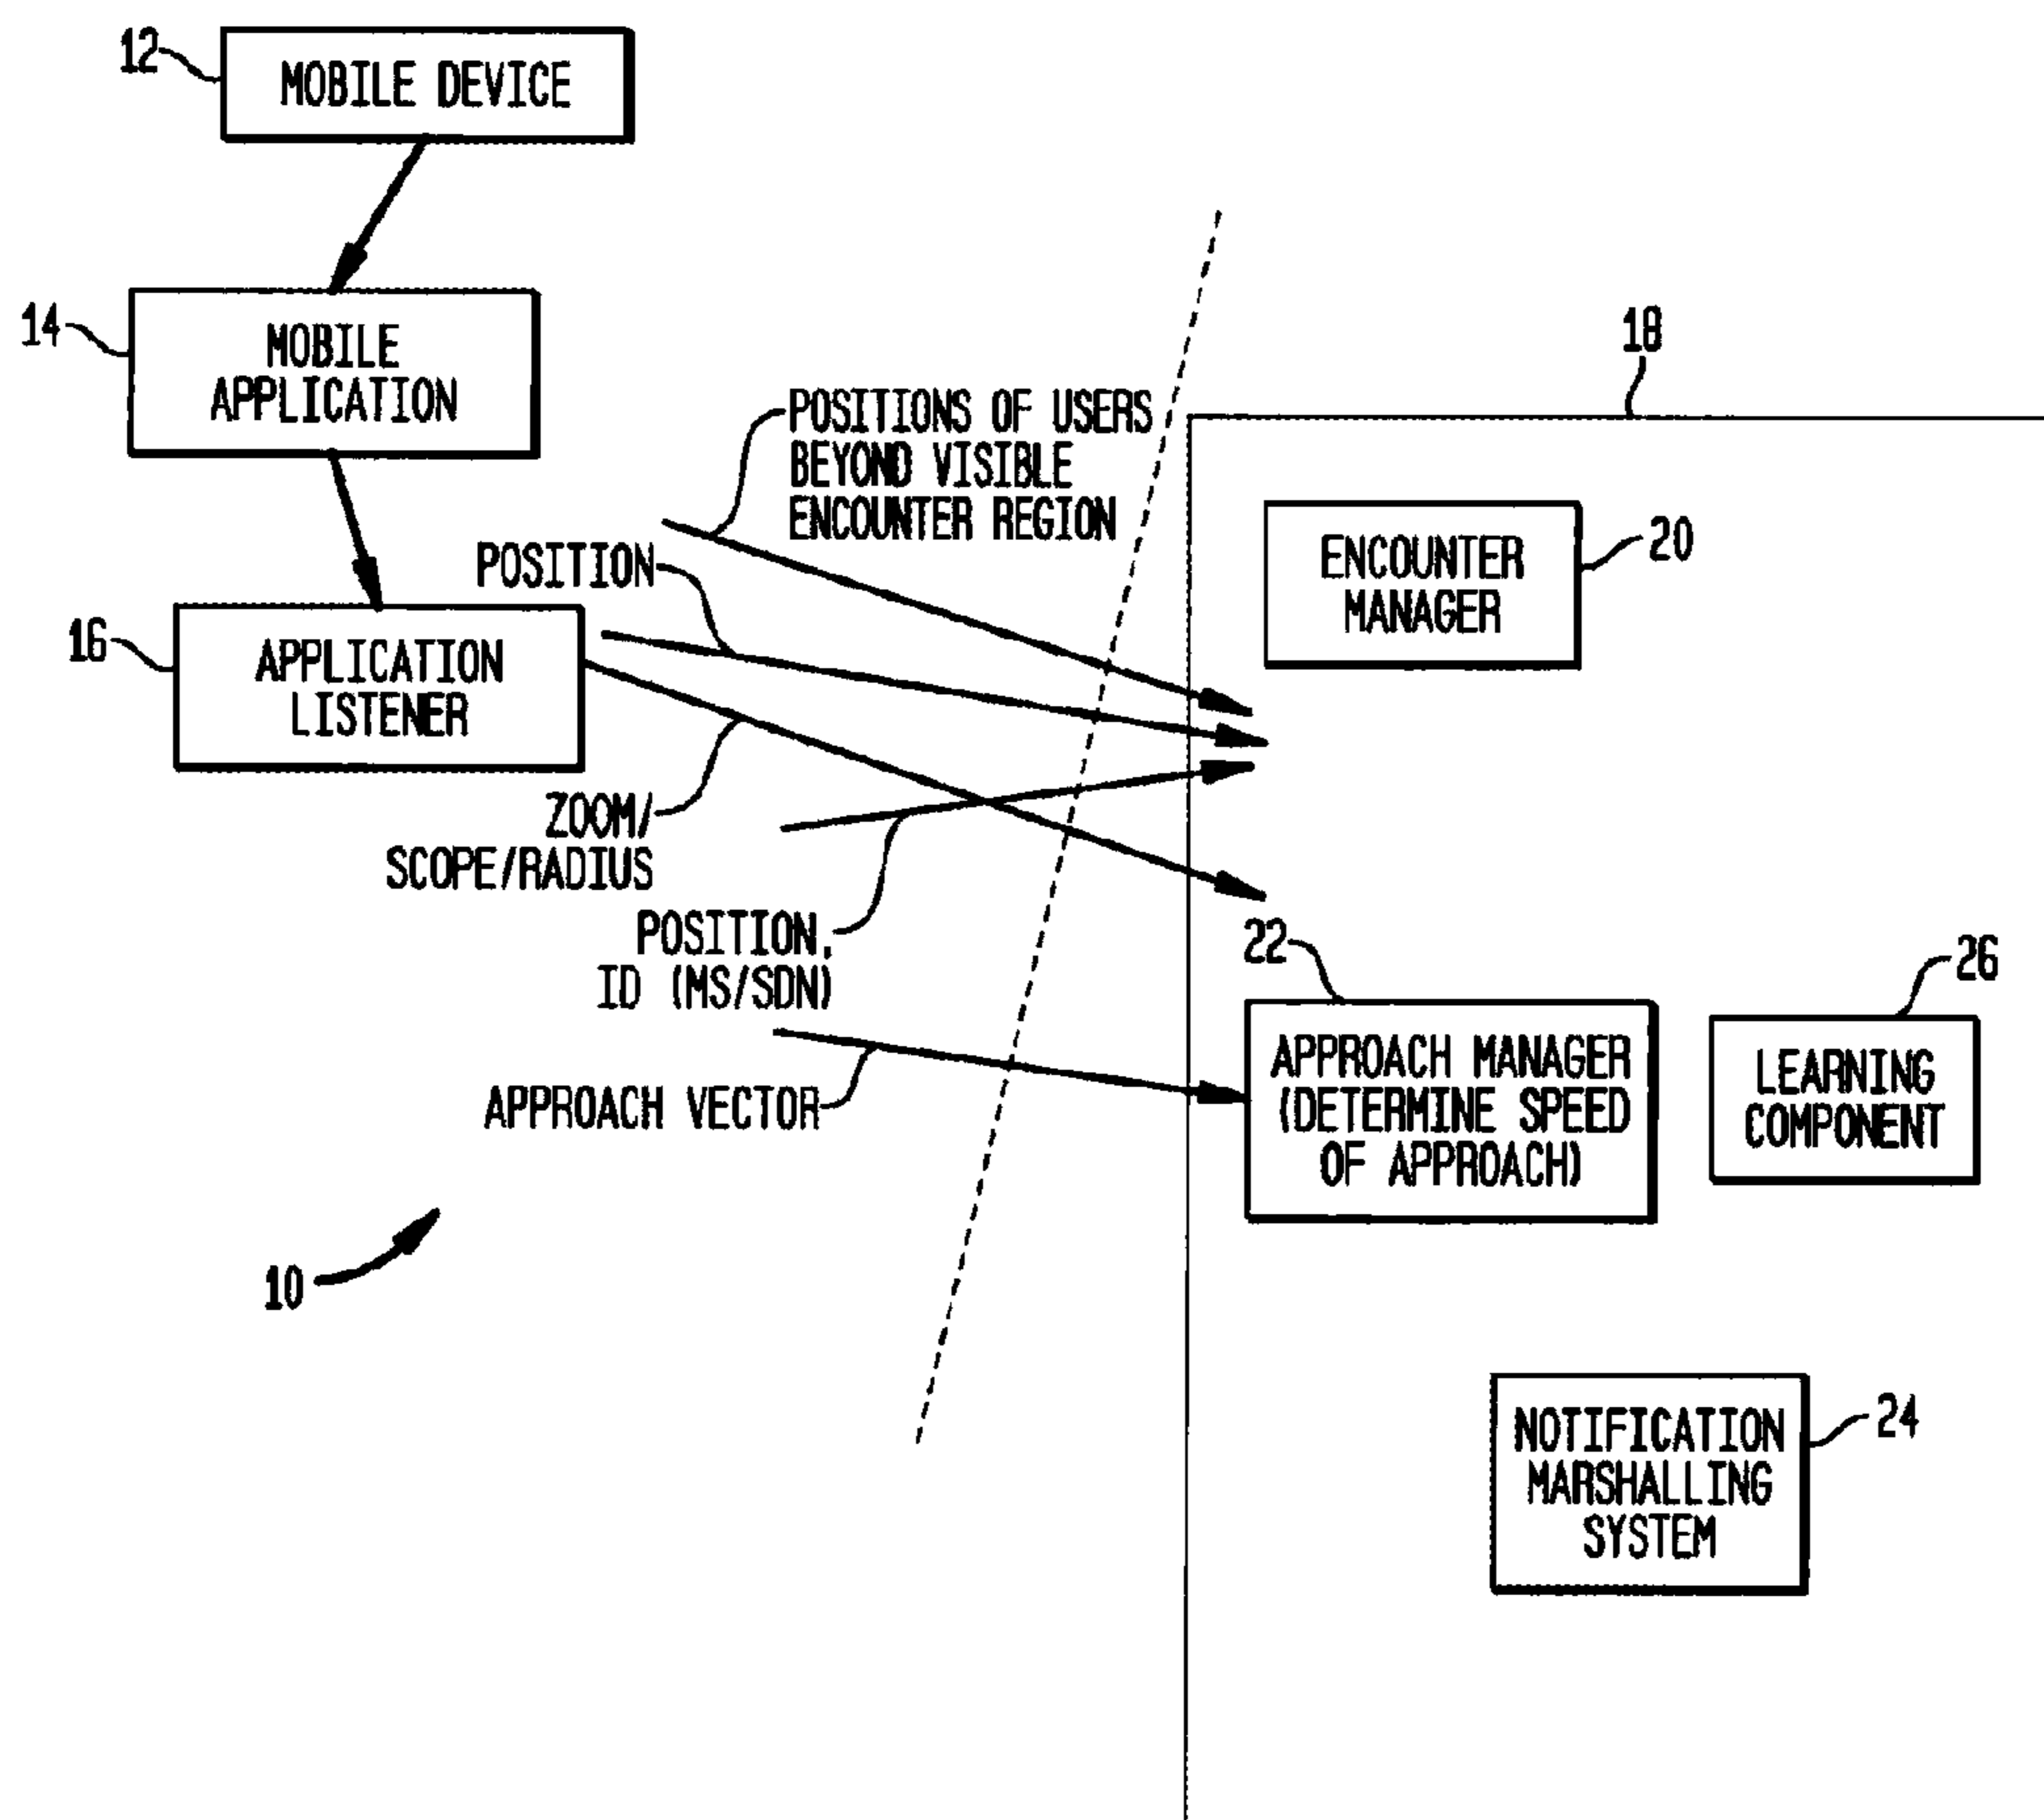 12
MOBILE DEVICE
14
MOBILE
APPLICATION
16
APPLICATION
LISTENER
POSITIONS OF USERS
BEYOND VISIBLE
ENCOUNTER REGION
POSITION
ZOOM/
SCOPE/RADIUS
POSITION,
ID (MS/SDN)
APPROACH VECTOR
10
18
ENCOUNTER
MANAGER
20
22
APPROACH MANAGER
(DETERMINE SPEED
OF APPROACH)
26
LEARNING
COMPONENT
NOTIFICATION
MARSHALLING
SYSTEM
24